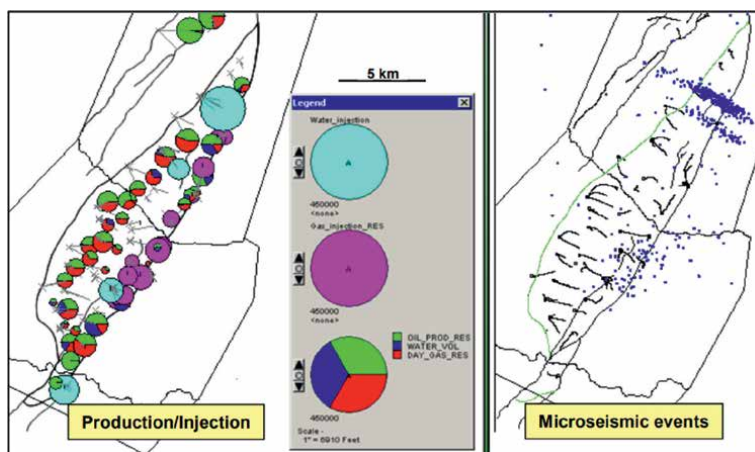 5 km
Legend
Water_injection
A
450000
<none>
Gas_injection_RES
A
450000
<none>
OIL_PROD_RES
WATER_VOL
DAY_GAS_RES
450000
Scale -
1" = 6910 Feet
Production/Injection
Microseismic events